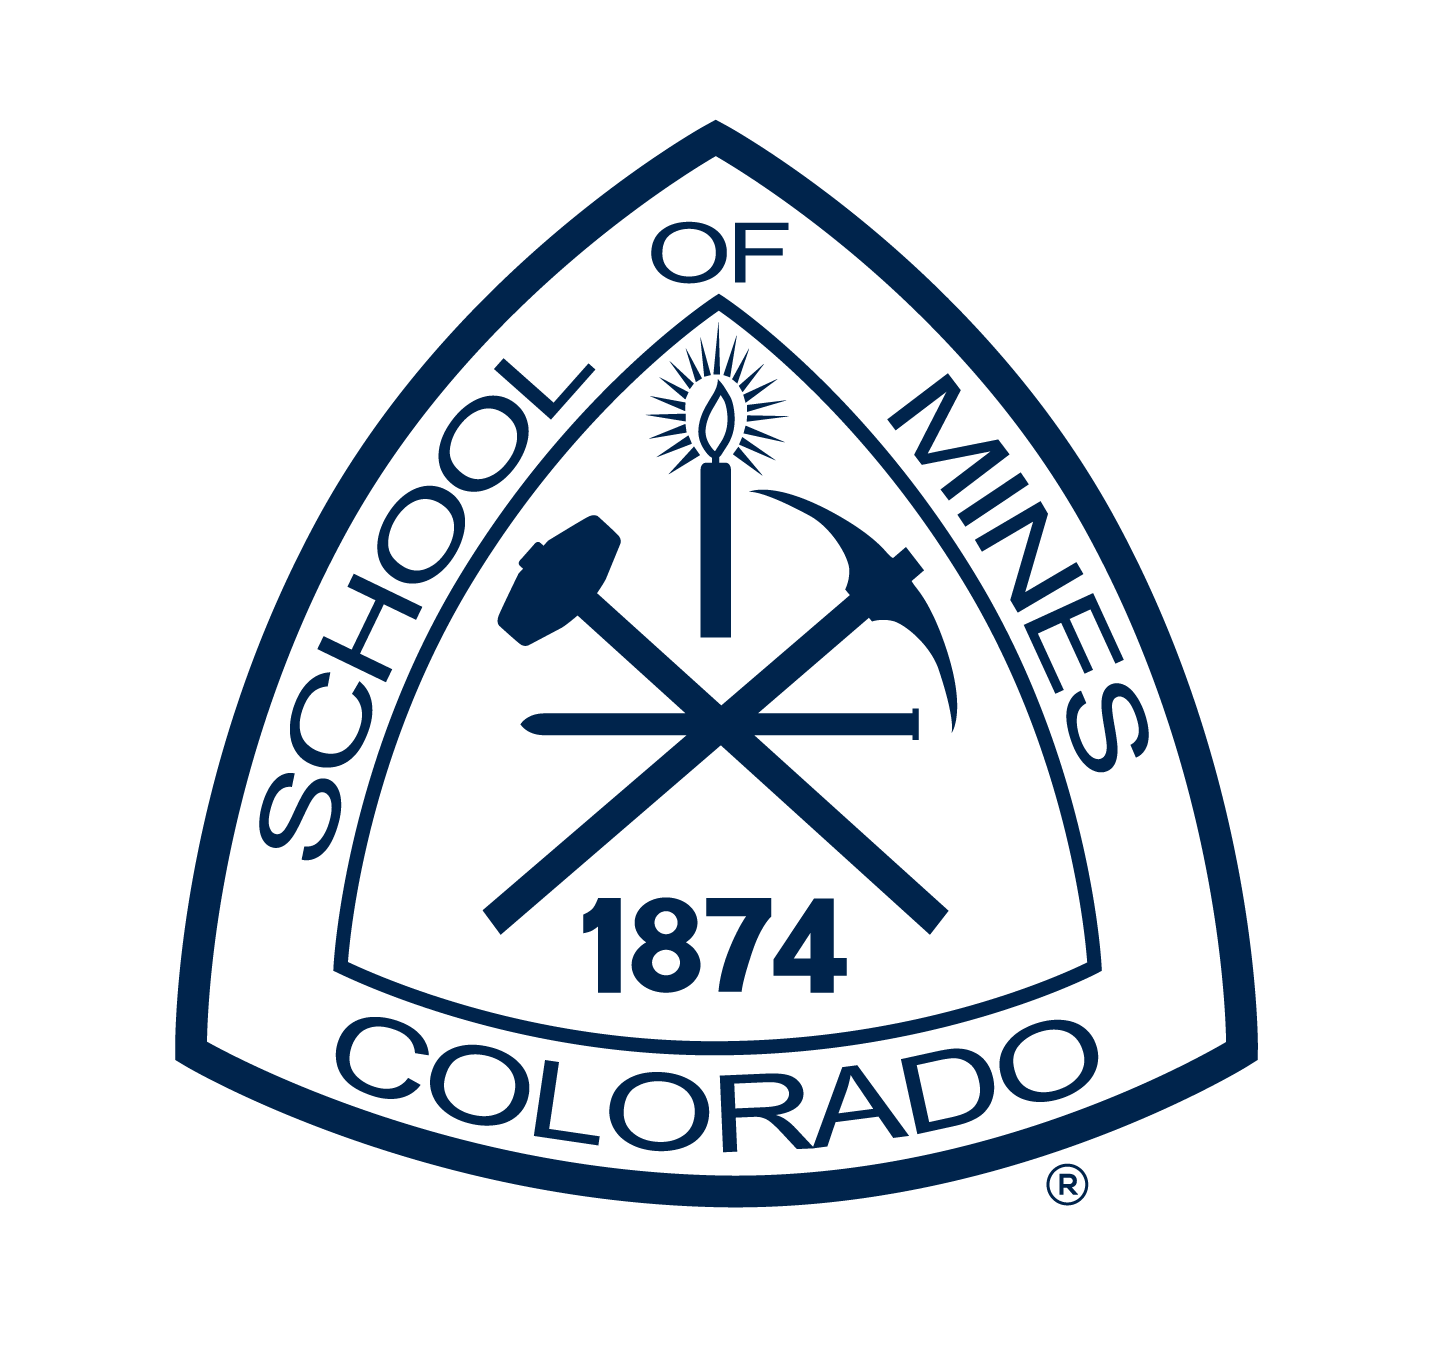 SCHOOL OF MINES
1874
COLORADO
®